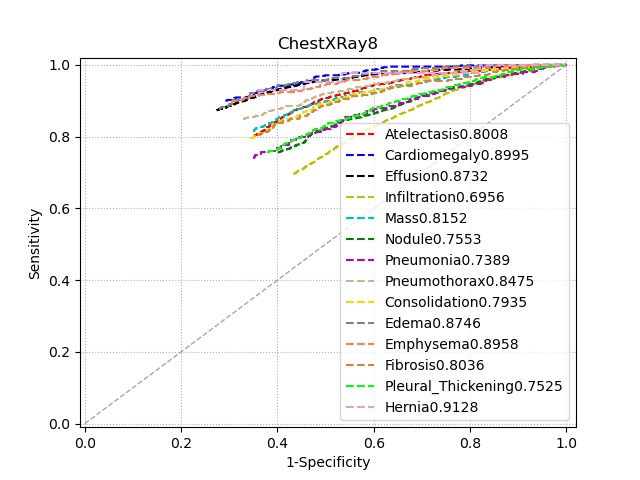 ChestXRay8
Sensitivity
1.0
0.8
0.6
0.4
0.2
0.0
Atelectasis0.8008
Cardiomegaly0.8995
Effusion0.8732
Infiltration0.6956
Mass0.8152
Nodule0.7553
Pneumonia0.7389
Pneumothorax0.8475
Consolidation0.7935
Edema0.8746
Emphysema0.8958
Fibrosis0.8036
Pleural_Thickening0.7525
Hernia0.9128
0.0 0.2 0.4 0.6 0.8 1.0
1-Specificity